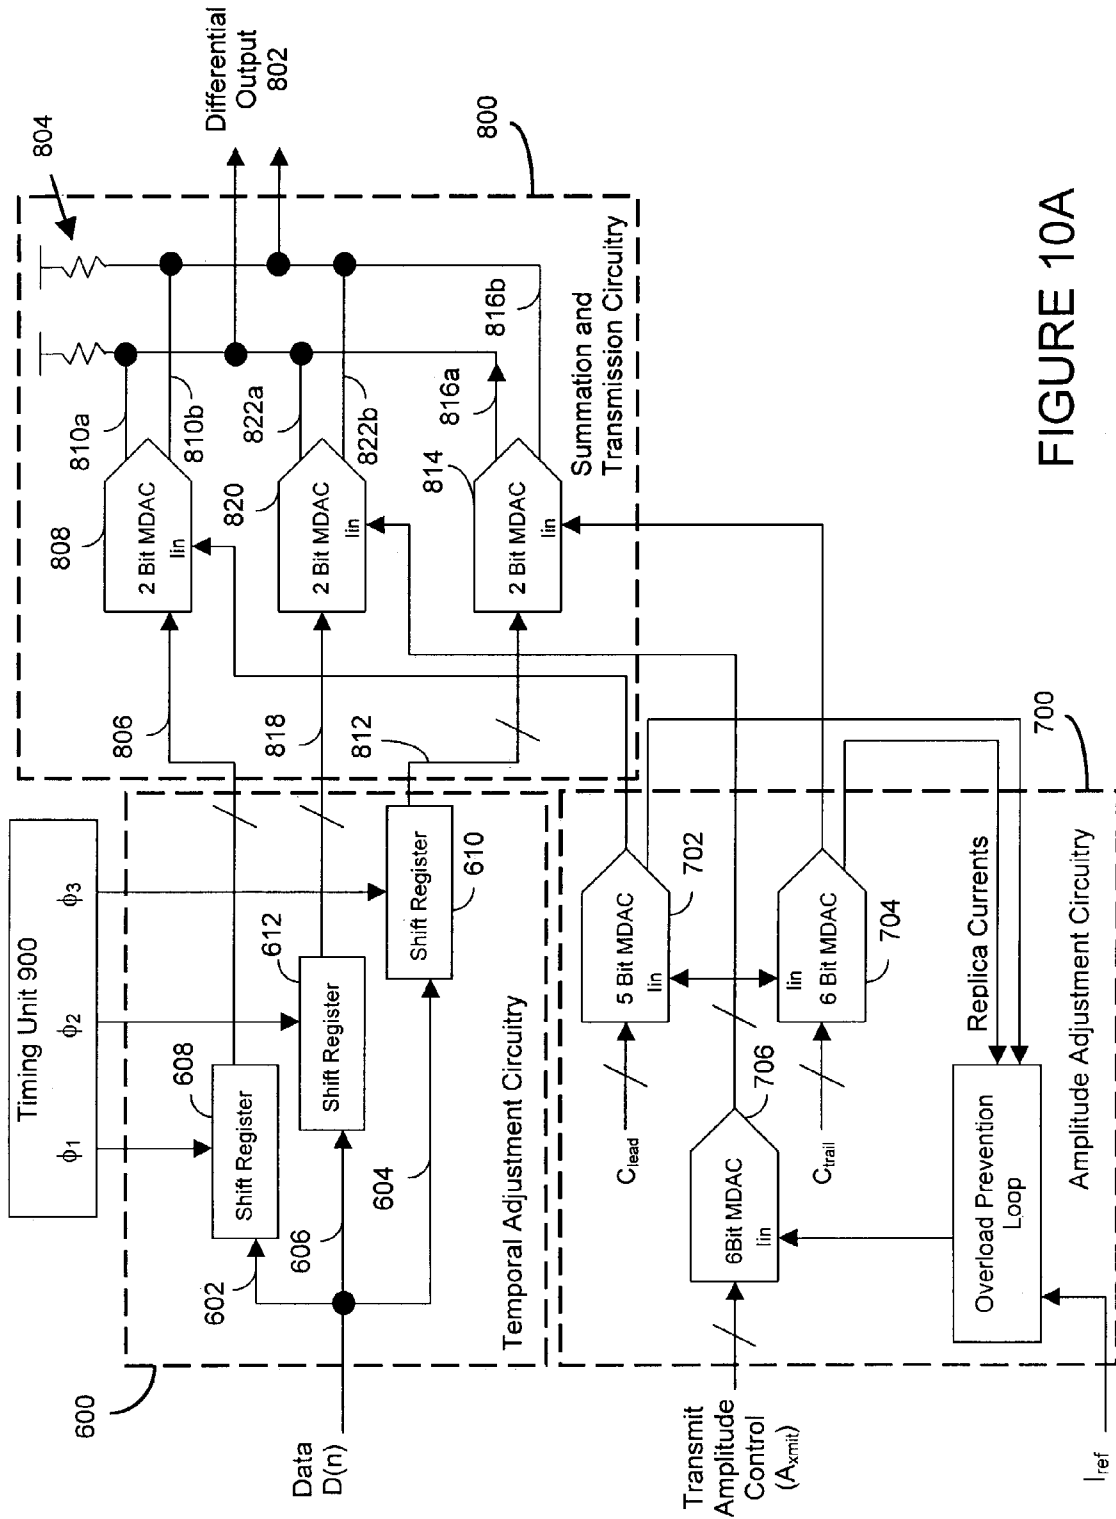 Timing Unit 900
ϕ1
ϕ2
ϕ3
600
Data
D(n)
602
606
604
608
Shift Register
612
Shift Register
610
Shift Register
Temporal Adjustment Circuitry
806
818
812
808
2 Bit MDAC
Iin
820
2 Bit MDAC
Iin
814
2 Bit MDAC
Iin
810a
810b
822a
822b
816a
816b
804
Differential
Output
802
800
Summation and
Transmission Circuitry
Transmit
Amplitude
Control
(Axmit)
Iref
Clead
Ctrail
5 Bit MDAC
Iin
702
6 Bit MDAC
Iin
704
6Bit MDAC
Iin
706
Replica Currents
Overload Prevention
Loop
Amplitude Adjustment Circuitry
700
FIGURE 10A